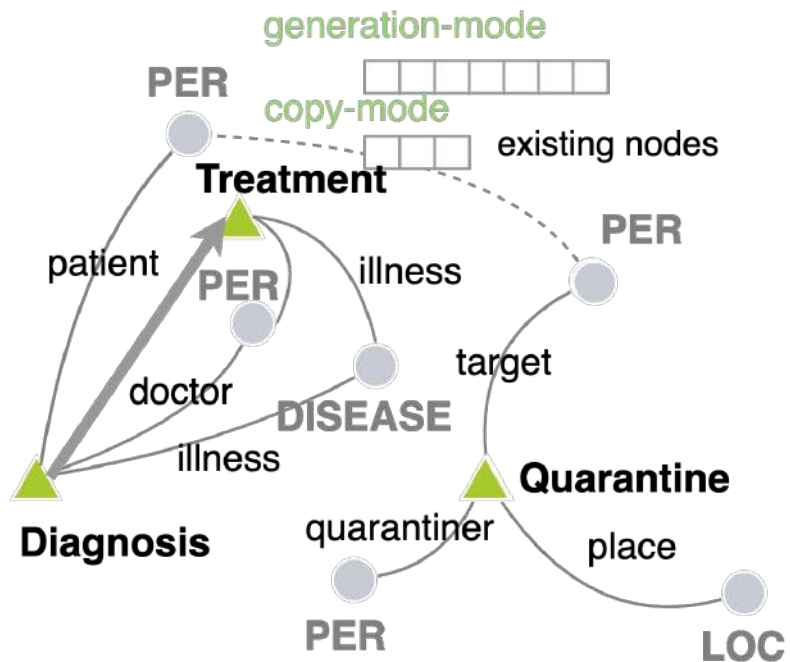 generation-mode
PER
copy-mode
existing nodes
Treatment
PER
patient
PER
illness
target
doctor
DISEASE
illness
Quarantine
quarantiner
Diagnosis
place
PER
LOC